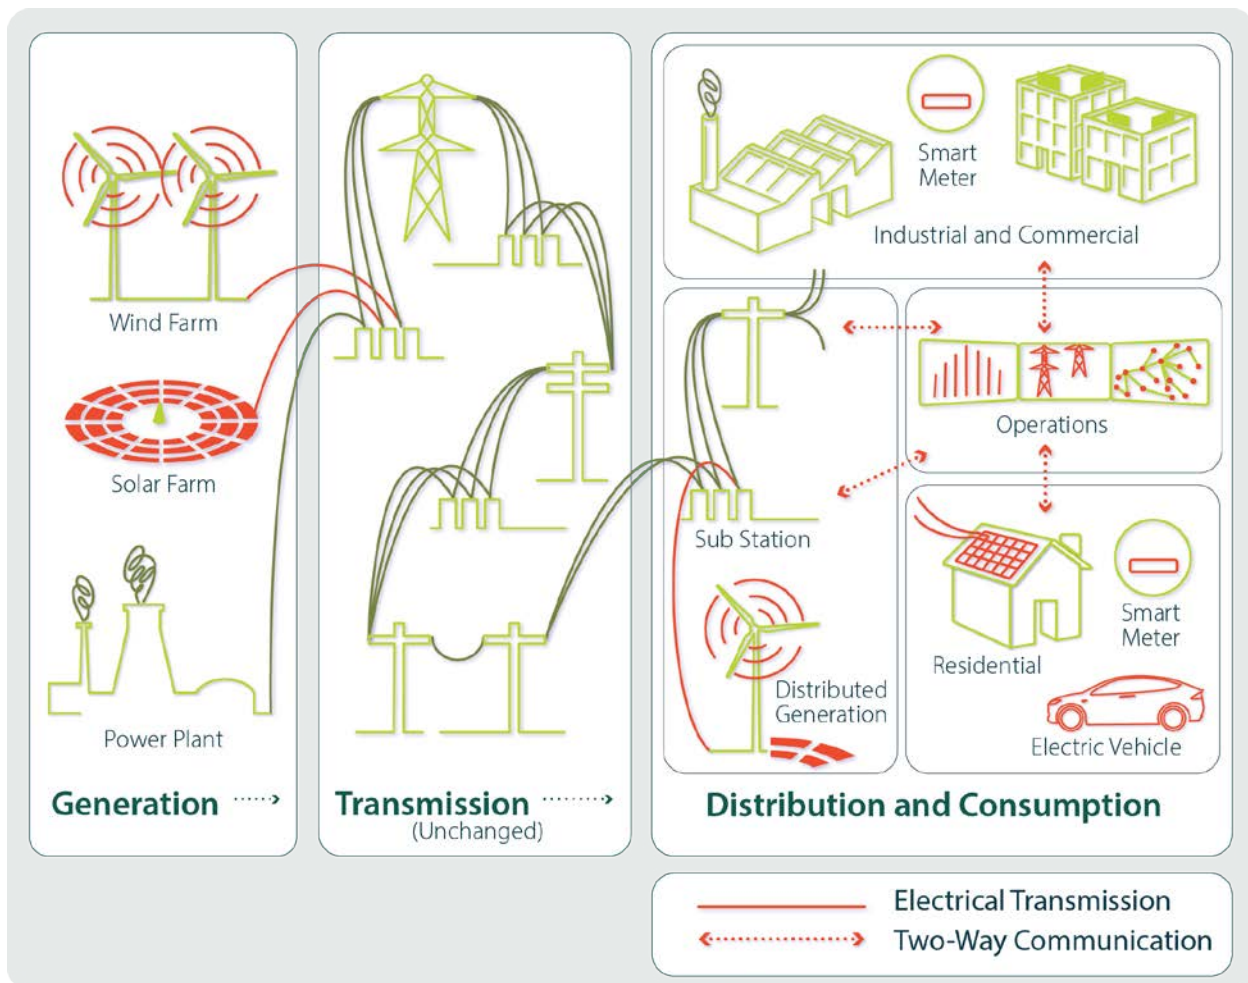 Wind Farm
Solar Farm
Power Plant
Generation
Transmission
(Unchanged)
Smart
Meter
Industrial and Commercial
Operations
Sub Station
Distributed
Generation
Smart
Meter
Residential
Electric Vehicle
Distribution and Consumption
Electrical Transmission
Two-Way Communication